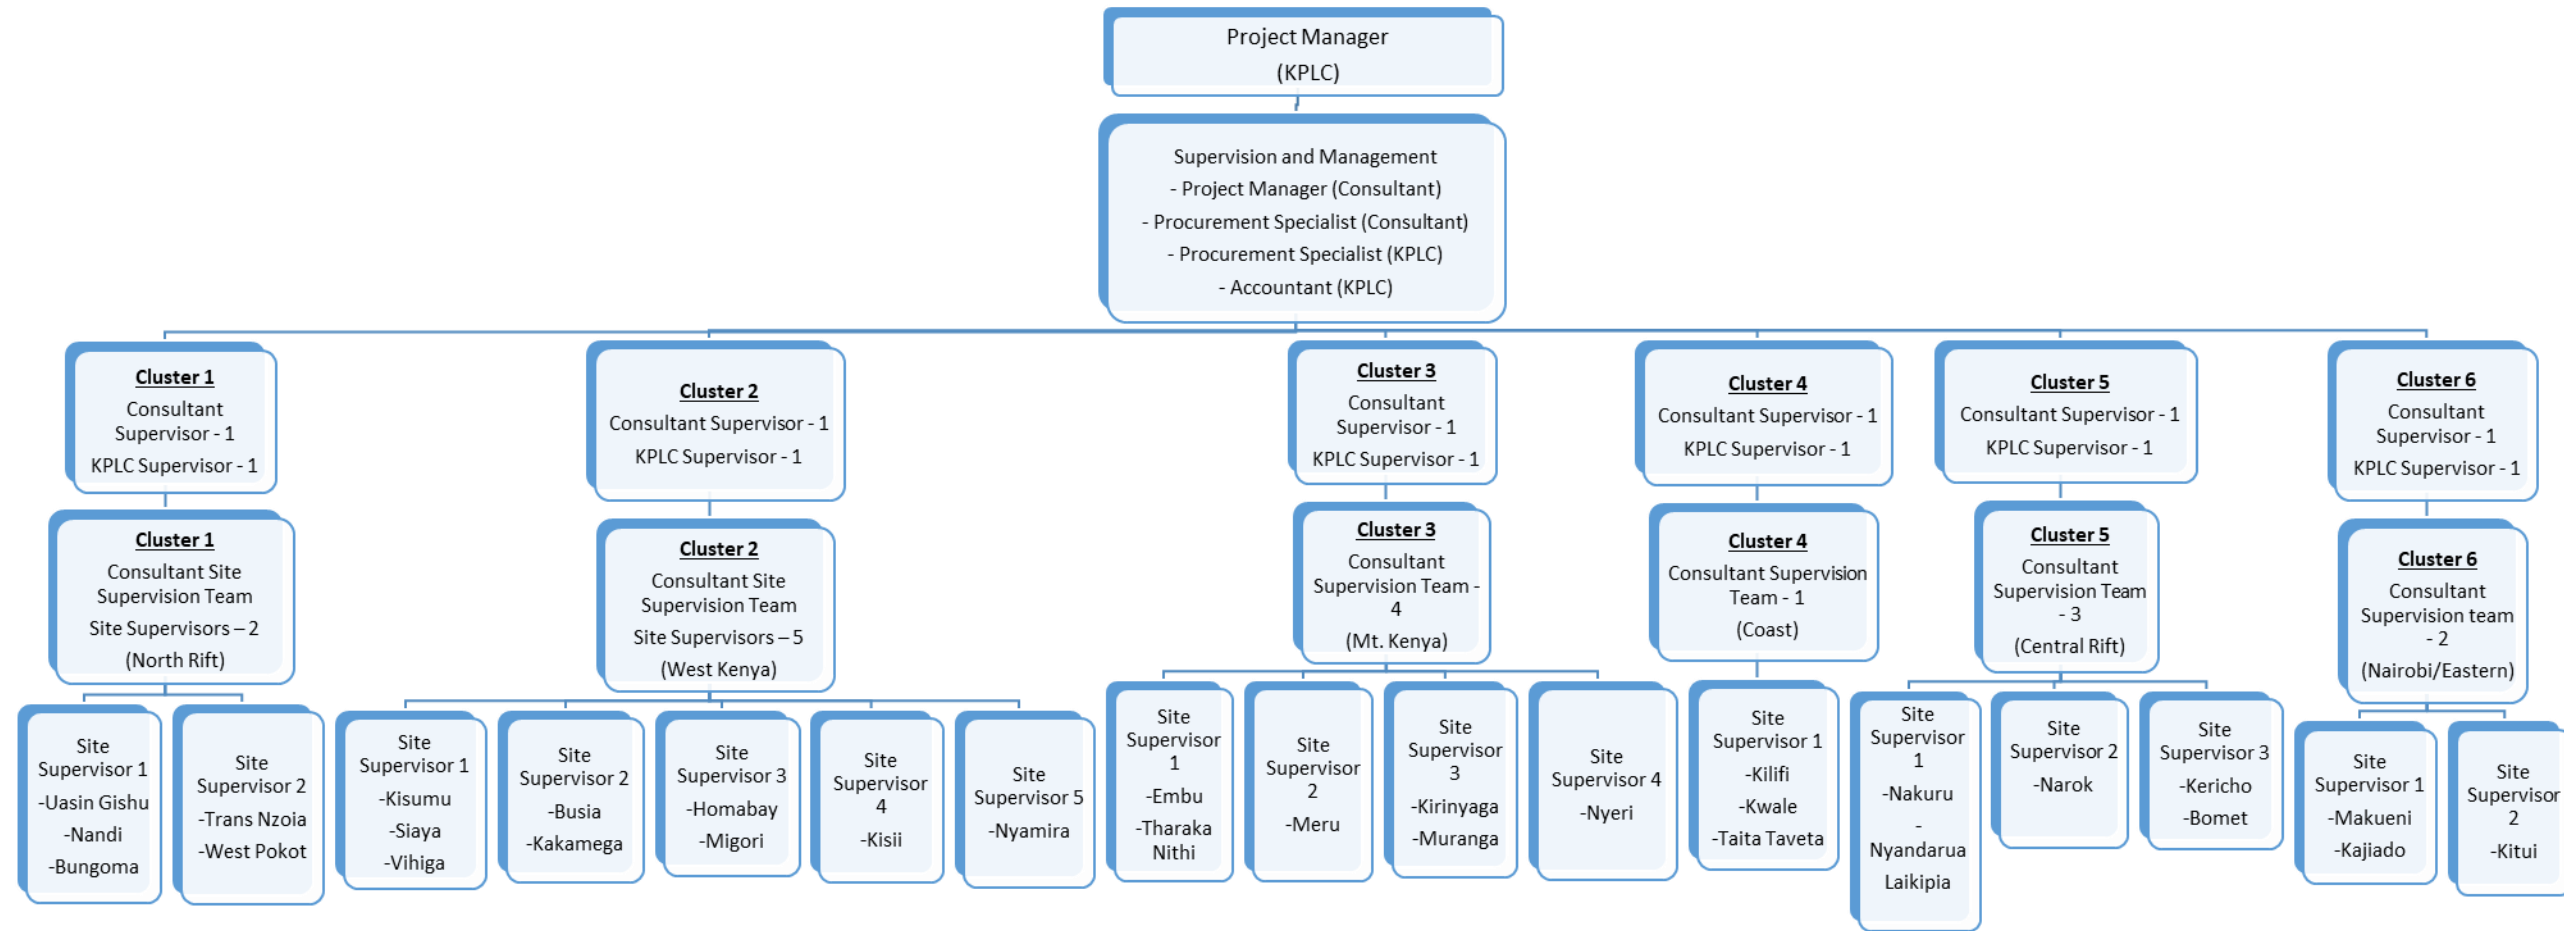 Project Manager
(KPLC)
Supervision and Management
- Project Manager (Consultant)
- Procurement Specialist (Consultant)
- Procurement Specialist (KPLC)
- Accountant (KPLC)
Cluster 1
Consultant
Supervisor - 1
KPLC Supervisor - 1
Cluster 2
Consultant Supervisor - 1
KPLC Supervisor - 1
Cluster 3
Consultant
Supervisor - 1
KPLC Supervisor - 1
Cluster 4
Consultant Supervisor - 1
KPLC Supervisor - 1
Cluster 5
Consultant Supervisor - 1
KPLC Supervisor - 1
Cluster 6
Consultant
Supervisor - 1
KPLC Supervisor - 1
Cluster 1
Consultant Site
Supervision Team
Site Supervisors – 2
(North Rift)
Cluster 2
Consultant Site
Supervision Team
Site Supervisors – 5
(West Kenya)
Cluster 3
Consultant
Supervision Team -
4
(Mt. Kenya)
Cluster 4
Consultant Supervision
Team - 1
(Coast)
Cluster 5
Consultant
Supervision Team
- 3
(Central Rift)
Cluster 6
Consultant
Supervision team
- 2
(Nairobi/Eastern)
Site
Supervisor 1
-Uasin Gishu
-Nandi
-Bungoma
Site
Supervisor 2
-Trans Nzoia
-West Pokot
Site
Supervisor 1
-Kisumu
-Siaya
-Vihiga
Site
Supervisor 2
-Busia
-Kakamega
Site
Supervisor 3
-Homabay
-Migori
Site
Supervisor
4
-Kisii
Site
Supervisor 5
-Nyamira
Site
Supervisor
1
-Embu
-Tharaka
Nithi
Site
Supervisor
2
-Meru
Site
Supervisor
3
-Kirinyaga
-Muranga
Site
Supervisor 4
-Nyeri
Site
Supervisor 1
-Kilifi
-Kwale
-Taita Taveta
Site
Supervisor
1
-Nakuru
-
Nyandarua
Laikipia
Site
Supervisor 2
-Narok
Site
Supervisor 3
-Kericho
-Bomet
Site
Supervisor 1
-Makueni
-Kajiado
Site
Supervisor
2
-Kitui